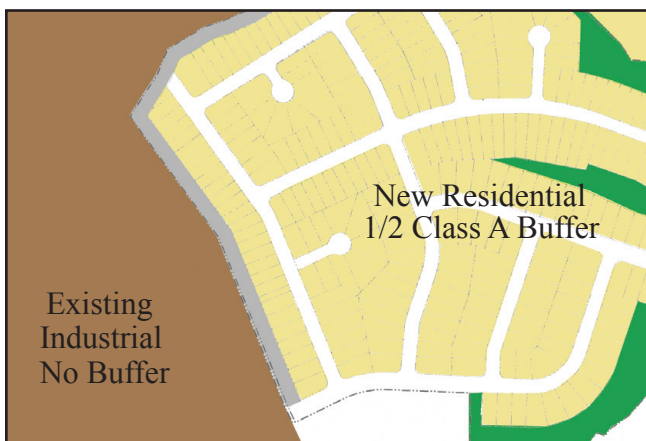 New Residential
1/2 Class A Buffer
Existing
Industrial
No Buffer